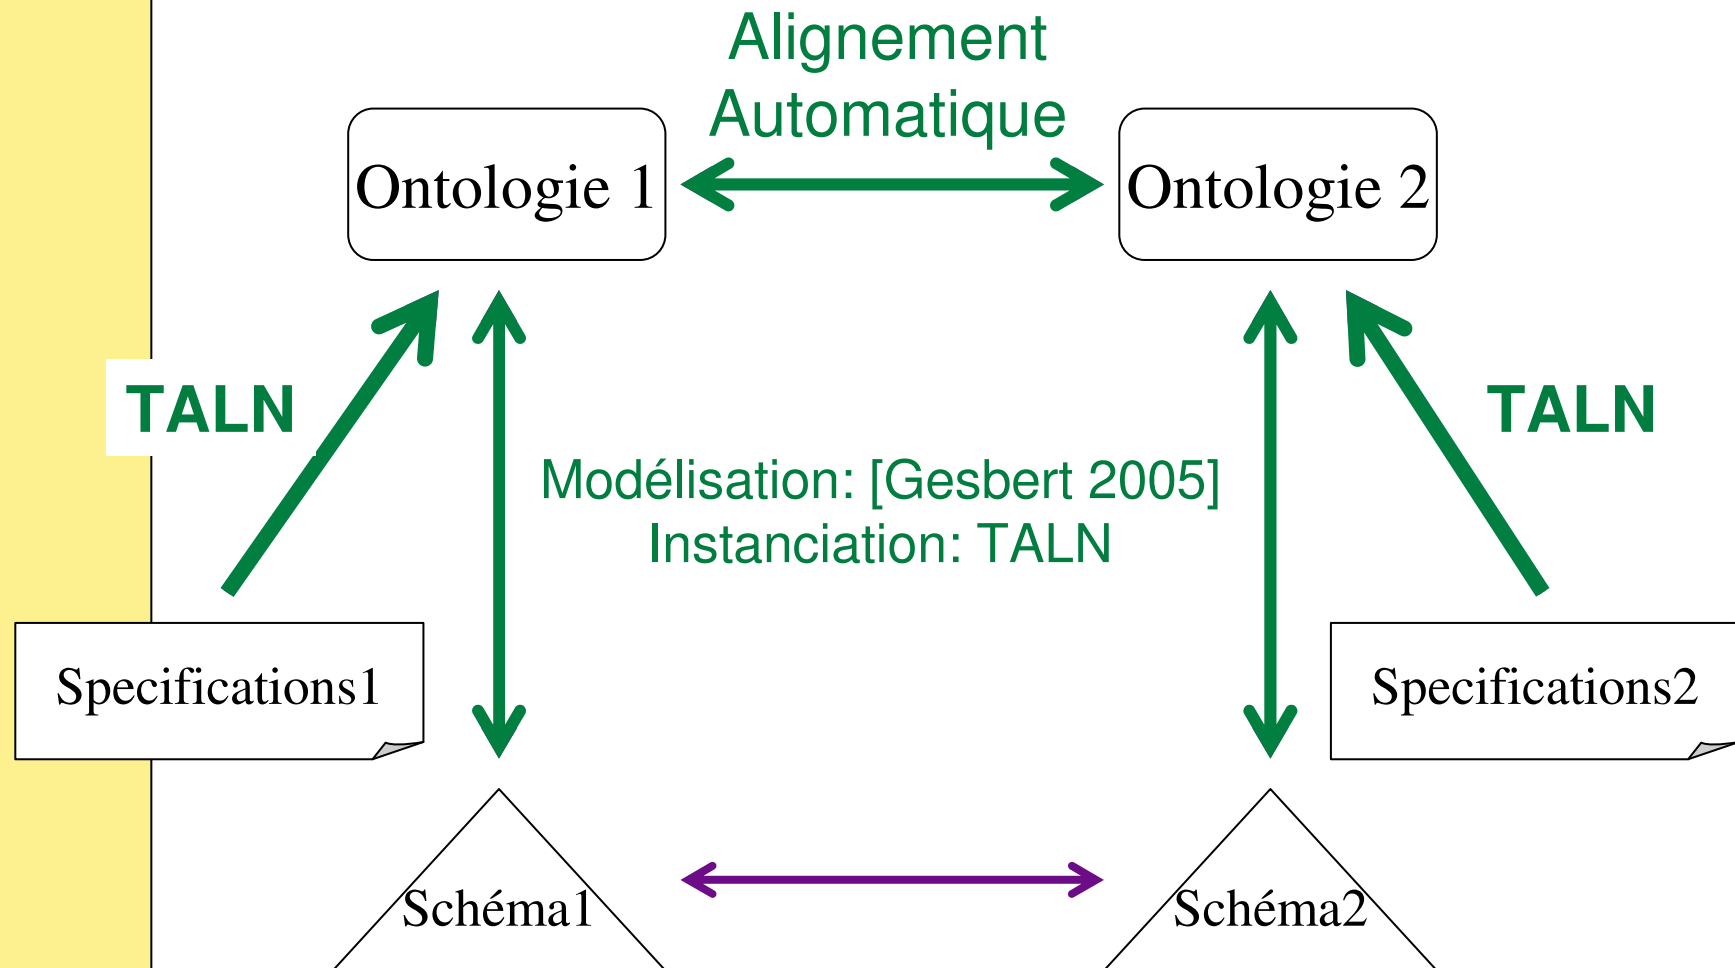 Alignement
Automatique
Ontologie 1
Ontologie 2
TALN
TALN
Modélisation: [Gesbert 2005]
Instanciation: TALN
Specifications1
Specifications2
Schéma1
Schéma2